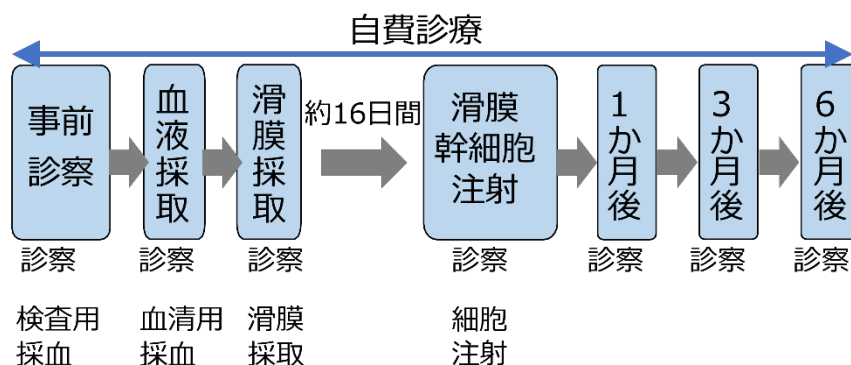 自費診療
事前
診察
血液採取
滑膜採取
約16日間
滑膜
幹細胞
注射
1か月後
3か月後
6か月後
診察
診察
診察
診察
診察
診察
診察
検査用
採血
血清用
採血
滑膜
採取
細胞
注射